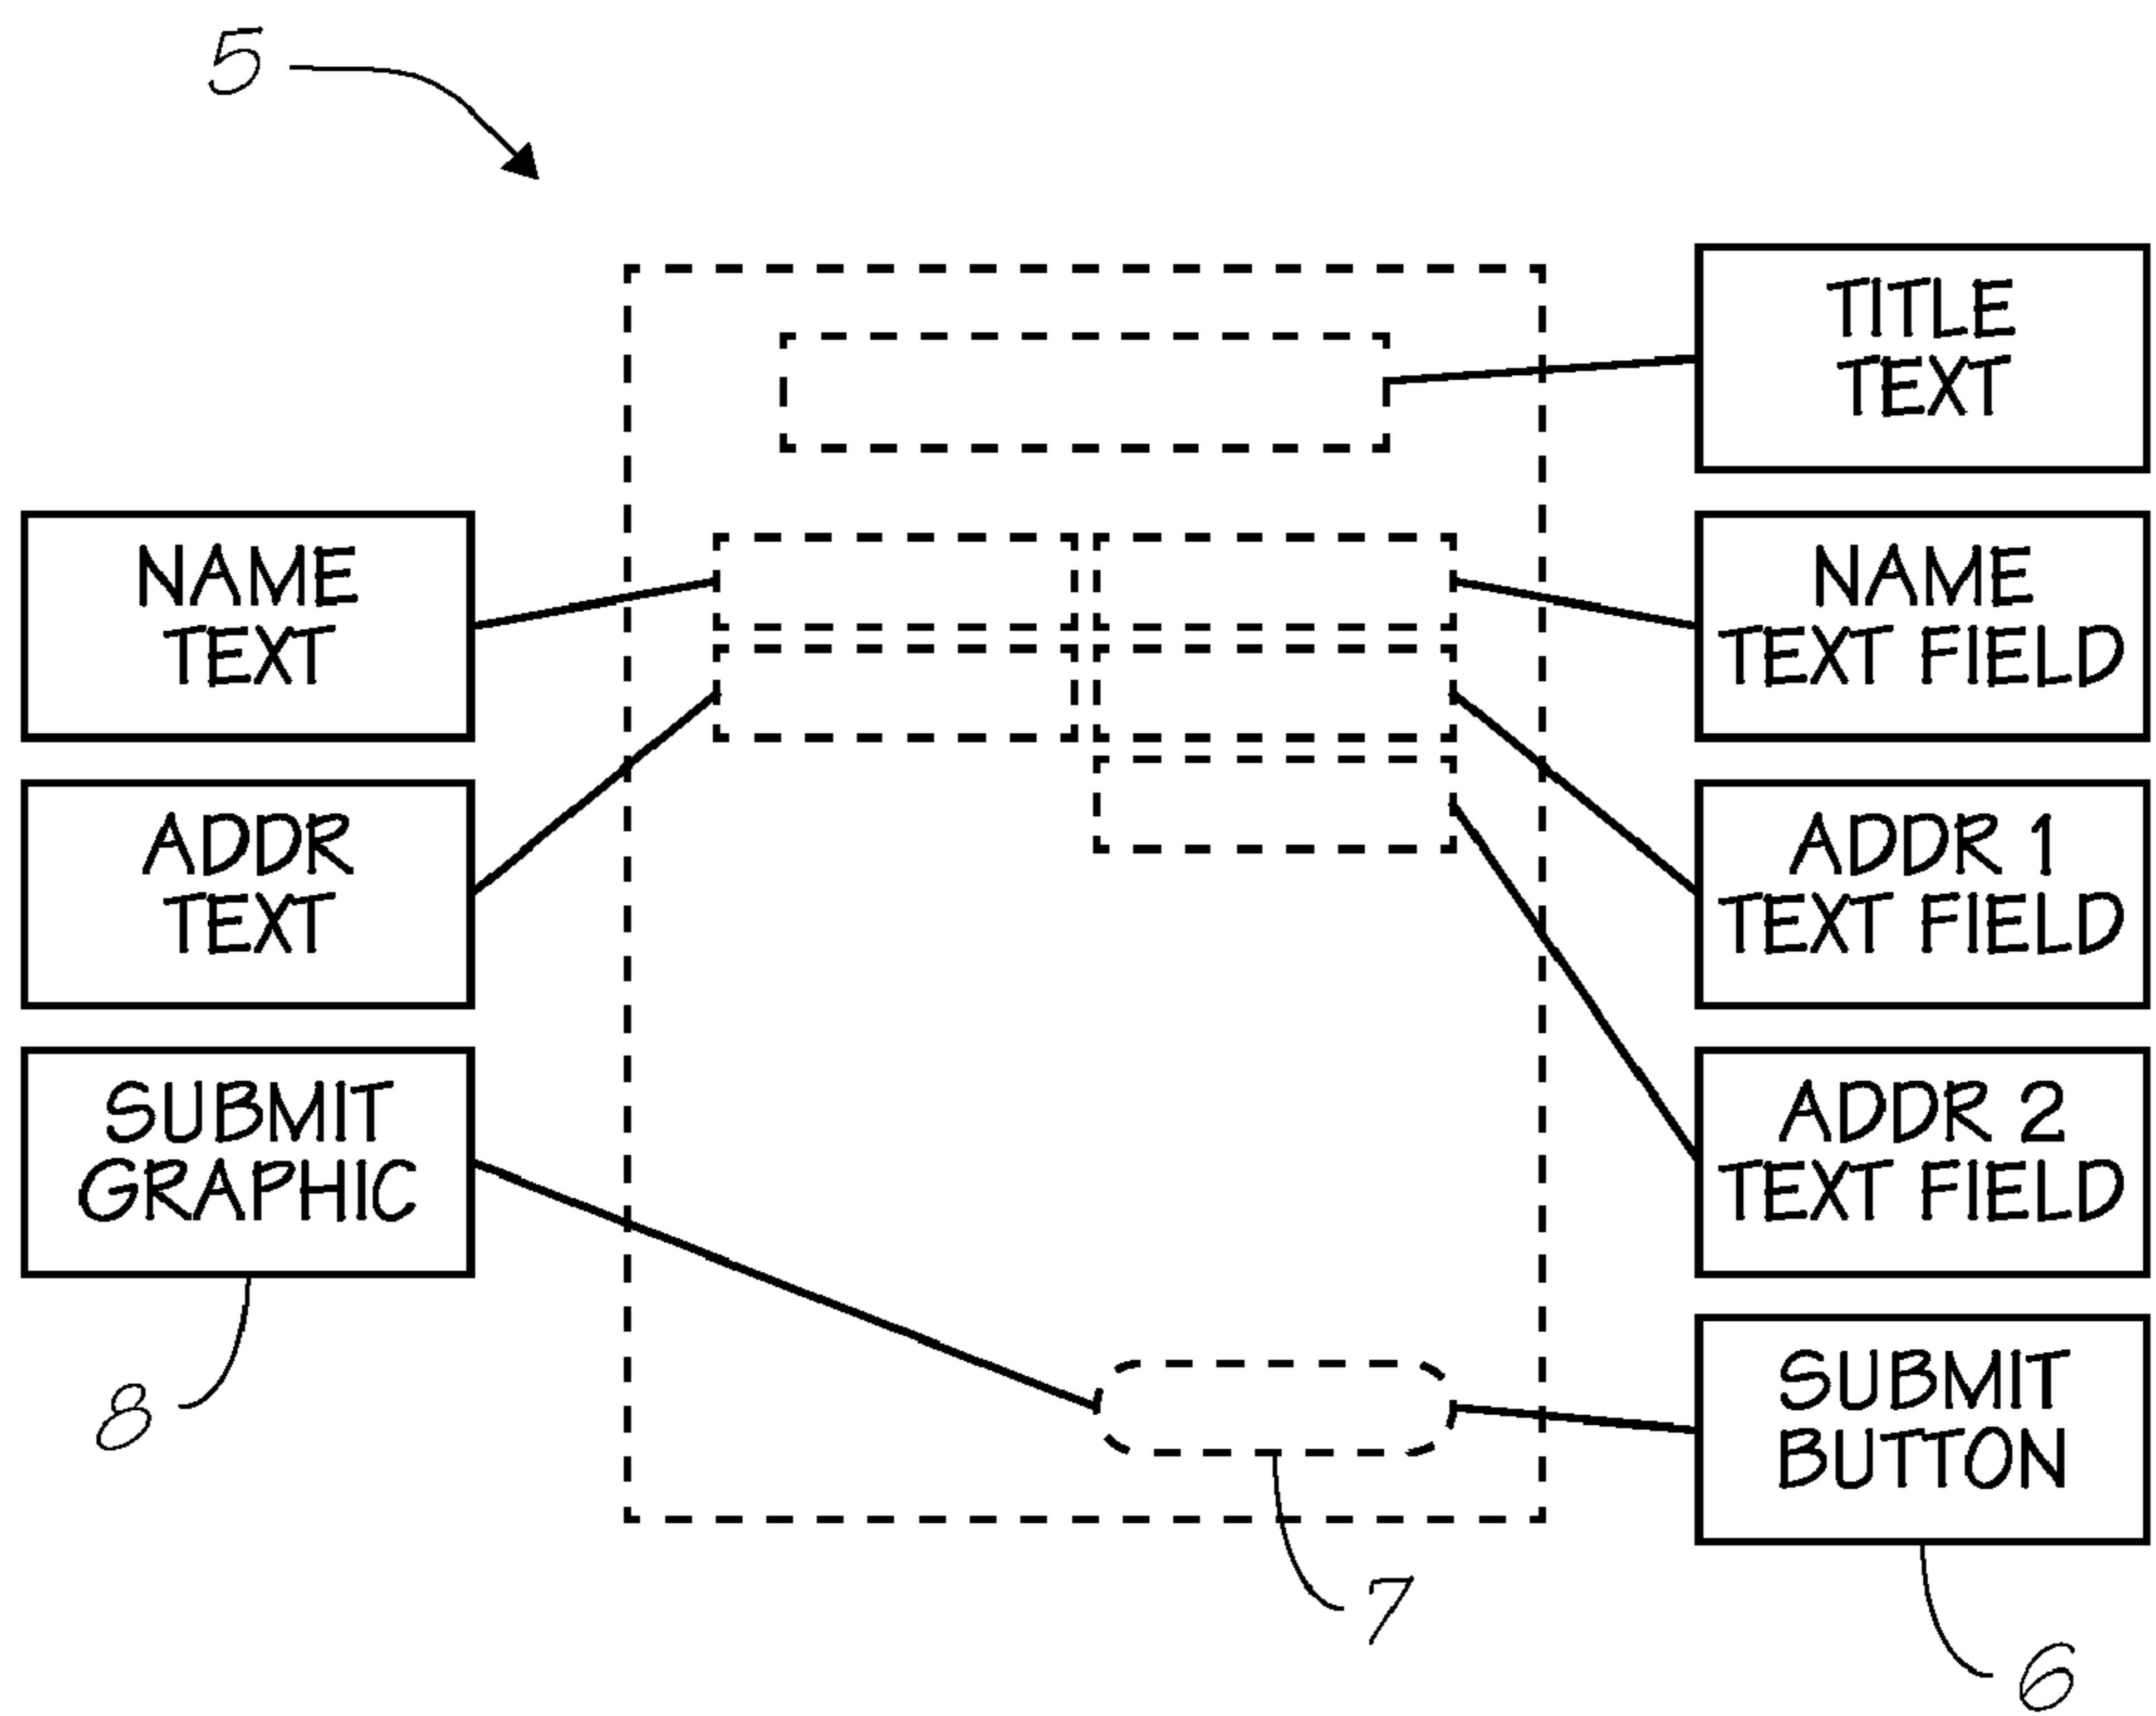 5
TITLE
TEXT
NAME
TEXT
NAME
TEXT FIELD
ADDR
TEXT
ADDR 1
TEXT FIELD
SUBMIT
GRAPHIC
ADDR 2
TEXT FIELD
SUBMIT
BUTTON
8
7
6